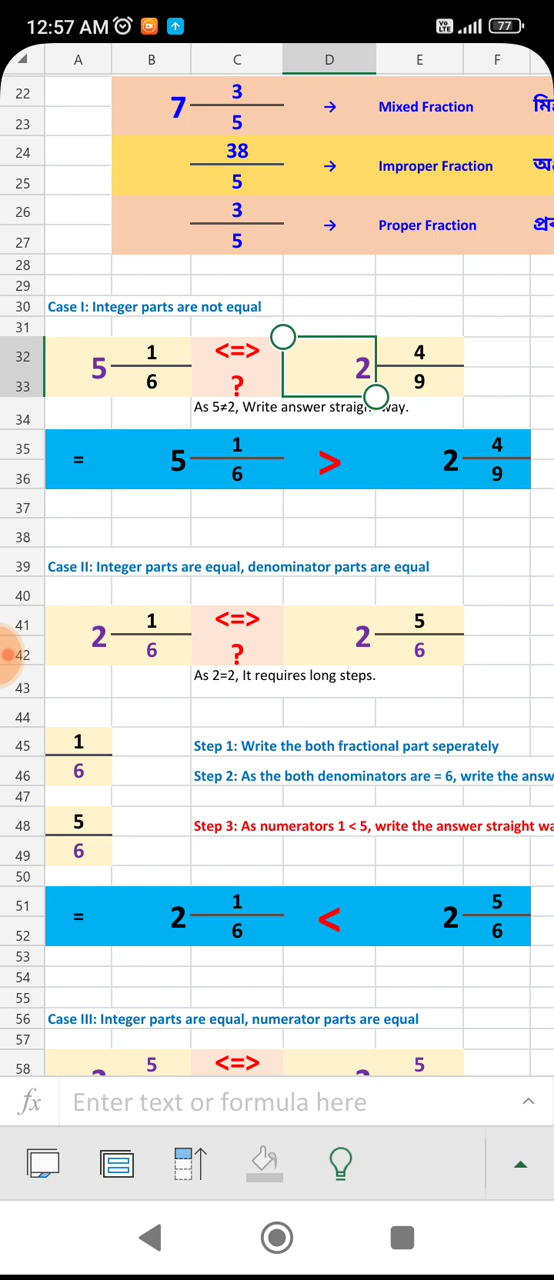 12:57 AM
Vo LTE
77
A B C D E F
22
23
7 3/5 → Mixed Fraction
24
25
38/5 → Improper Fraction
26
27
3/5 → Proper Fraction
28
29
30 Case I: Integer parts are not equal
31
32
33
5 1/6 <=> ? 2 4/9
34 As 5≠2, Write answer straight way.
35
36
= 5 1/6 > 2 4/9
37
38
39 Case II: Integer parts are equal, denominator parts are equal
40
41
42
2 1/6 <=> ? 2 5/6
43 As 2=2, It requires long steps.
44
45 1/6 Step 1: Write the both fractional part seperately
46 Step 2: As the both denominators are = 6, write the answ
47
48 5/6 Step 3: As numerators 1 < 5, write the answer straight wa
49
50
51
52
= 2 1/6 < 2 5/6
53
54
55
56 Case III: Integer parts are equal, numerator parts are equal
57
58 5 <=> 5
fx Enter text or formula here